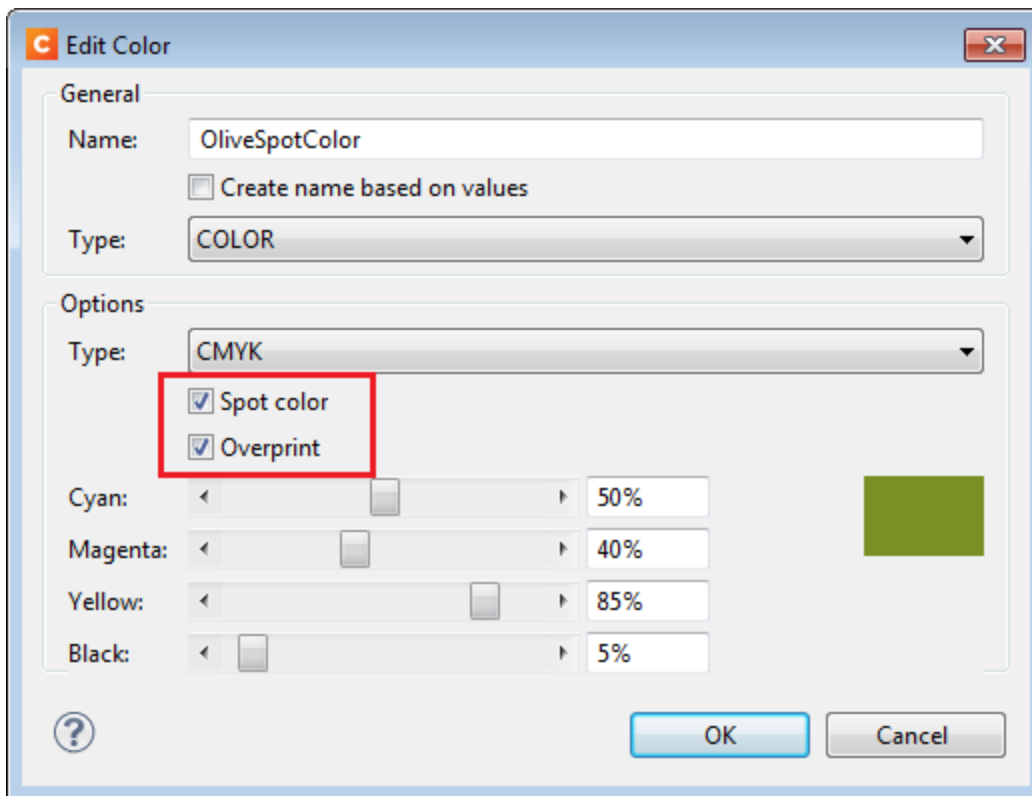 C Edit Color
General
Name: OliveSpotColor
Create name based on values
Type: COLOR
Options
Type: CMYK
Spot color
Overprint
Cyan: 50%
Magenta: 40%
Yellow: 85%
Black: 5%
? OK Cancel